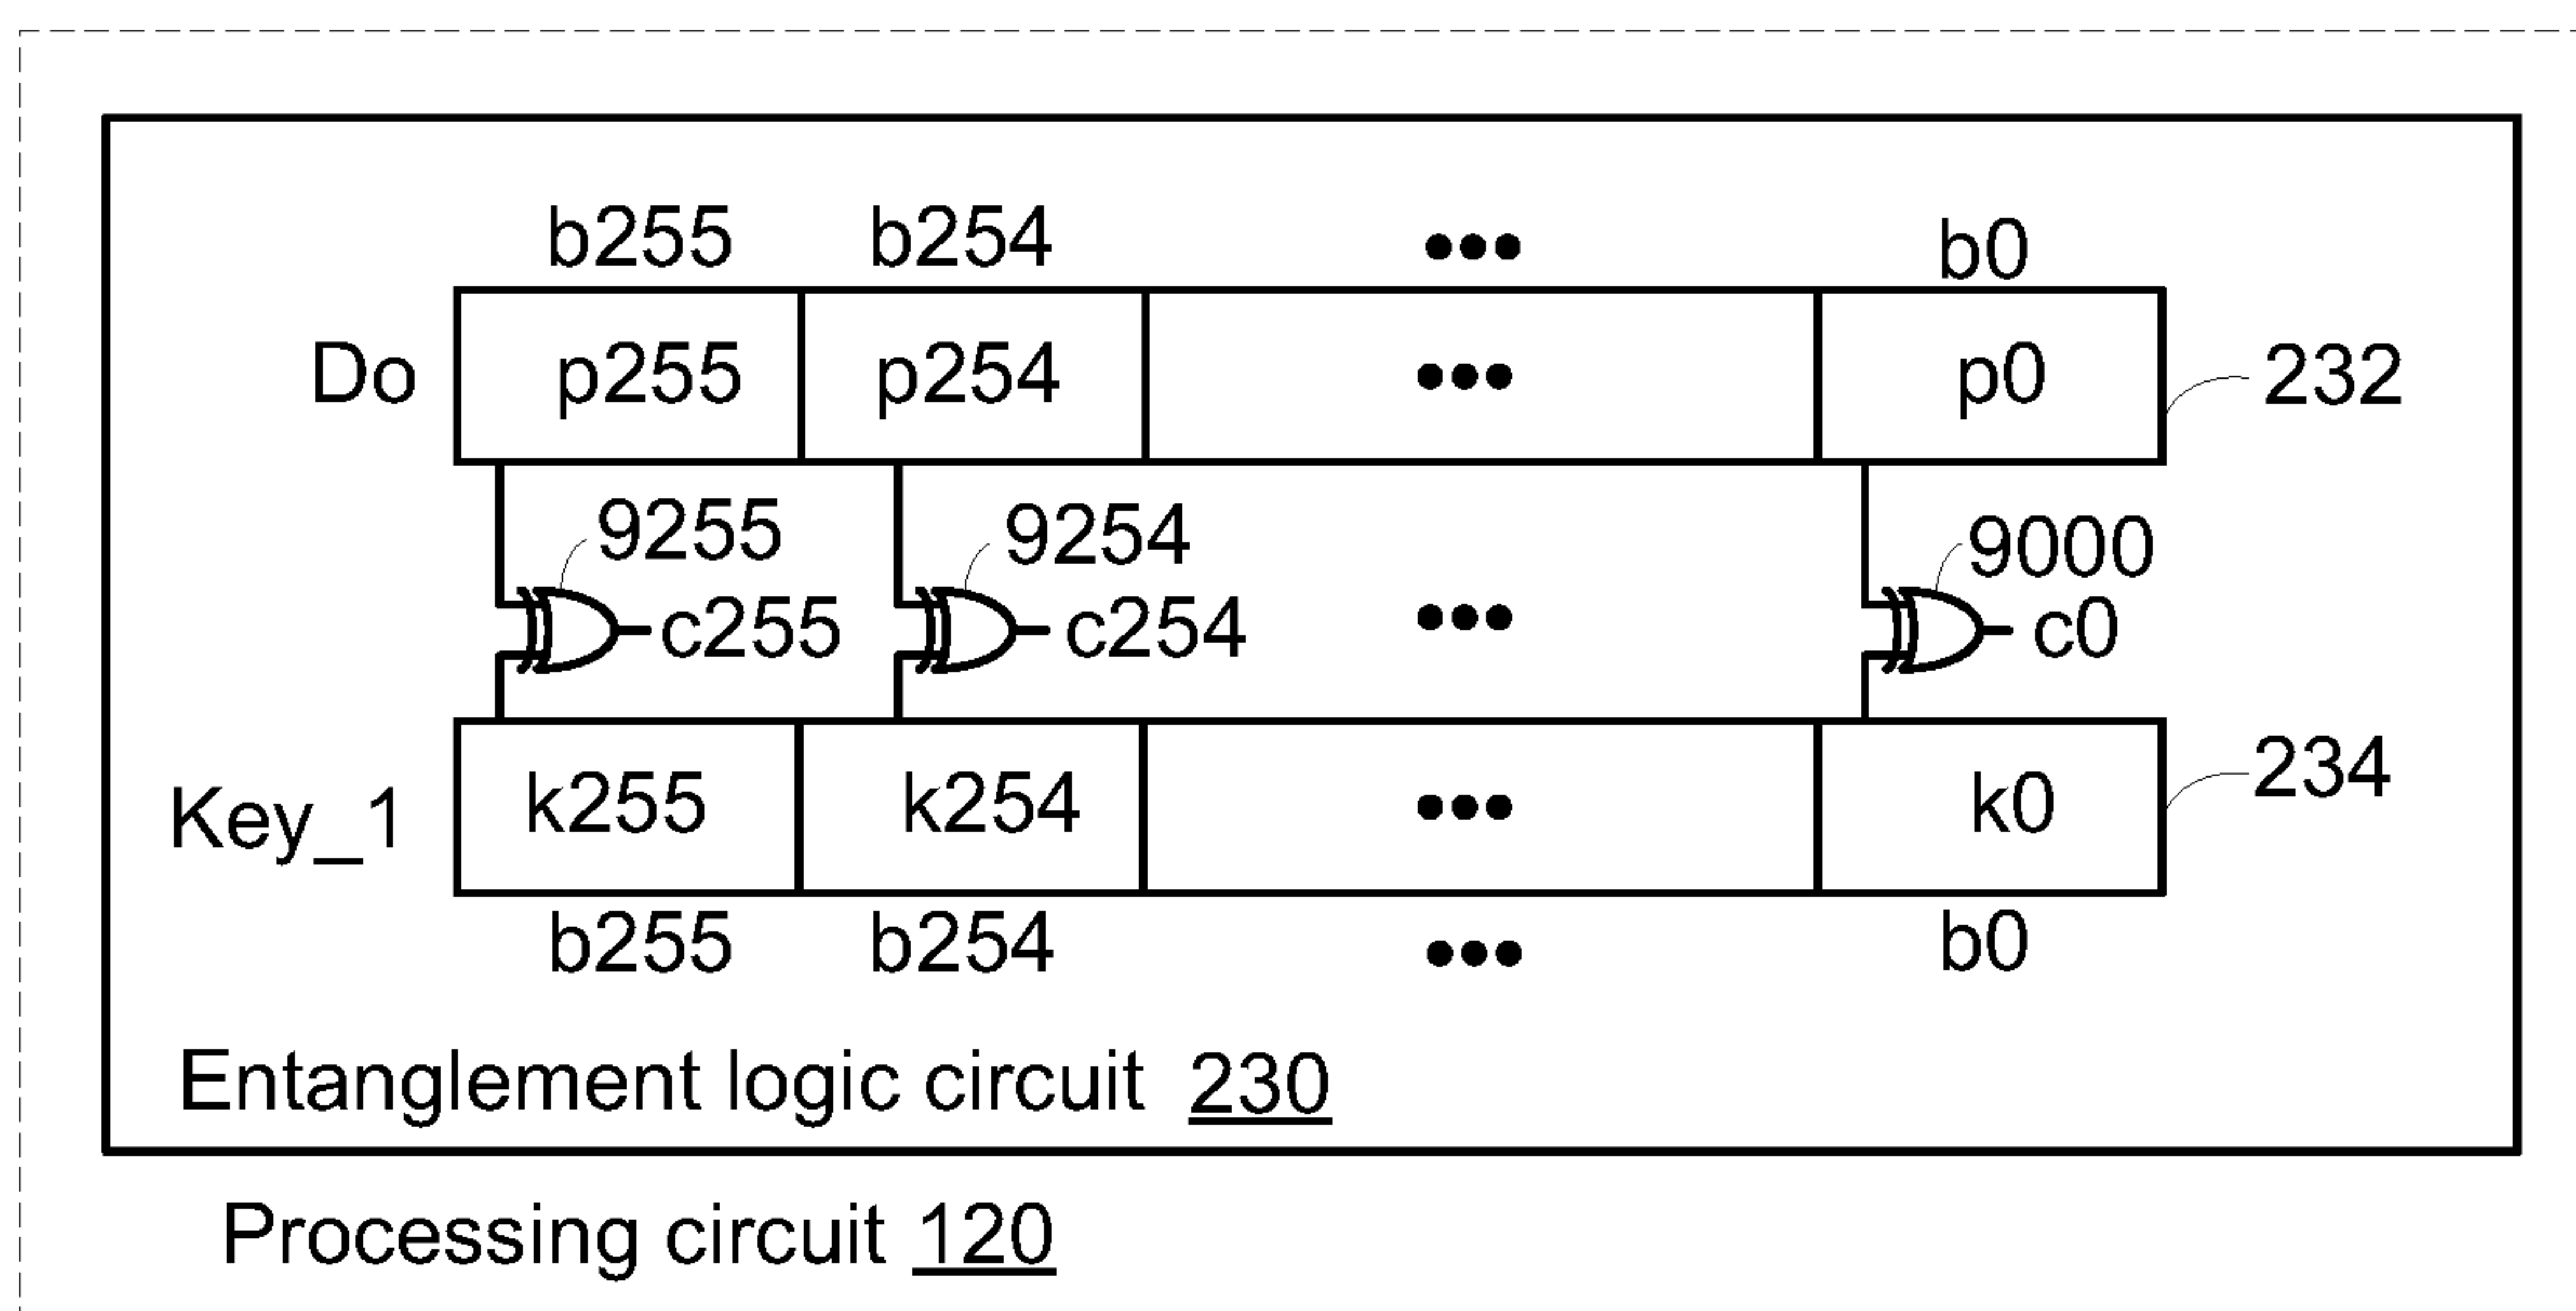 b255 b254 ••• b0
Do p255 p254 ••• p0 232
9255 9254 9000
c255 c254 ••• c0
Key_1 k255 k254 ••• k0 234
b255 b254 ••• b0
Entanglement logic circuit 230
Processing circuit 120